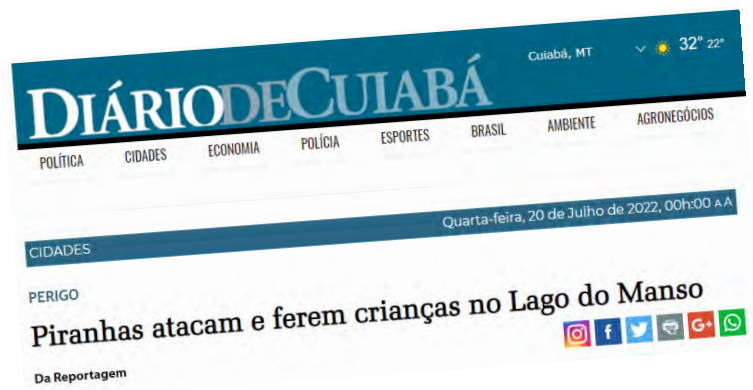 Cuiabá, MT 32° 22°
DIÁRIODECUIABÁ
POLÍTICA CIDADES ECONOMIA POLÍCIA ESPORTES BRASIL AMBIENTE AGRONEGÓCIOS
CIDADES Quarta-feira, 20 de Julho de 2022, 00h:00 A A
PERIGO
Piranhas atacam e ferem crianças no Lago do Manso
f G+
Da Reportagem